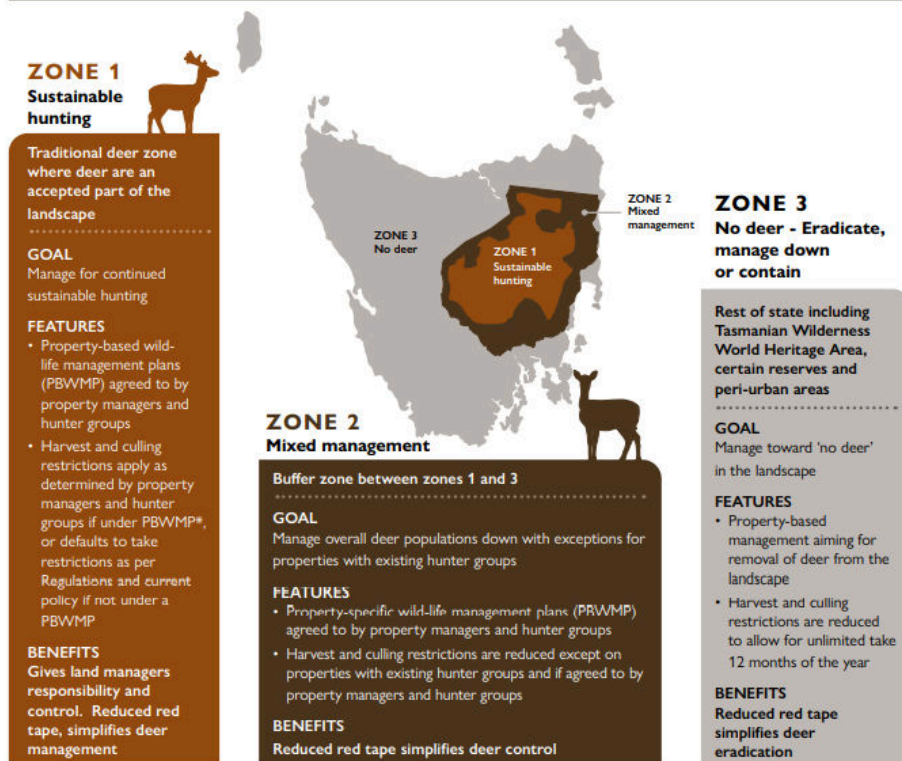 ZONE 1
Sustainable
hunting
Traditional deer zone
where deer are an
accepted part of the
landscape
GOAL
Manage for continued
sustainable hunting
FEATURES
• Property-based wild-
life management plans
(PBWMP) agreed to by
property managers and
hunter groups
• Harvest and culling
restrictions apply as
determined by property
managers and hunter
groups if under PBWMP*,
or defaults to take
restrictions as per
Regulations and current
policy if not under a
PBWMP
BENEFITS
Gives land managers
responsibility and
control. Reduced red
tape, simplifies deer
management
ZONE 3
No deer
ZONE 1
Sustainable
hunting
ZONE 2
Mixed
management
ZONE 2
Mixed management
Buffer zone between zones 1 and 3
GOAL
Manage overall deer populations down with exceptions for
properties with existing hunter groups
FEATURES
• Property-specific wild-life management plans (PBWMP)
agreed to by property managers and hunter groups
• Harvest and culling restrictions are reduced except on
properties with existing hunter groups and if agreed to by
property managers and hunter groups
BENEFITS
Reduced red tape simplifies deer control
ZONE 3
No deer - Eradicate,
manage down
or contain
Rest of state including
Tasmanian Wilderness
World Heritage Area,
certain reserves and
peri-urban areas
GOAL
Manage toward ‘no deer’
in the landscape
FEATURES
• Property-based
management aiming for
removal of deer from the
landscape
• Harvest and culling
restrictions are reduced
to allow for unlimited take
12 months of the year
BENEFITS
Reduced red tape
simplifies deer
eradication